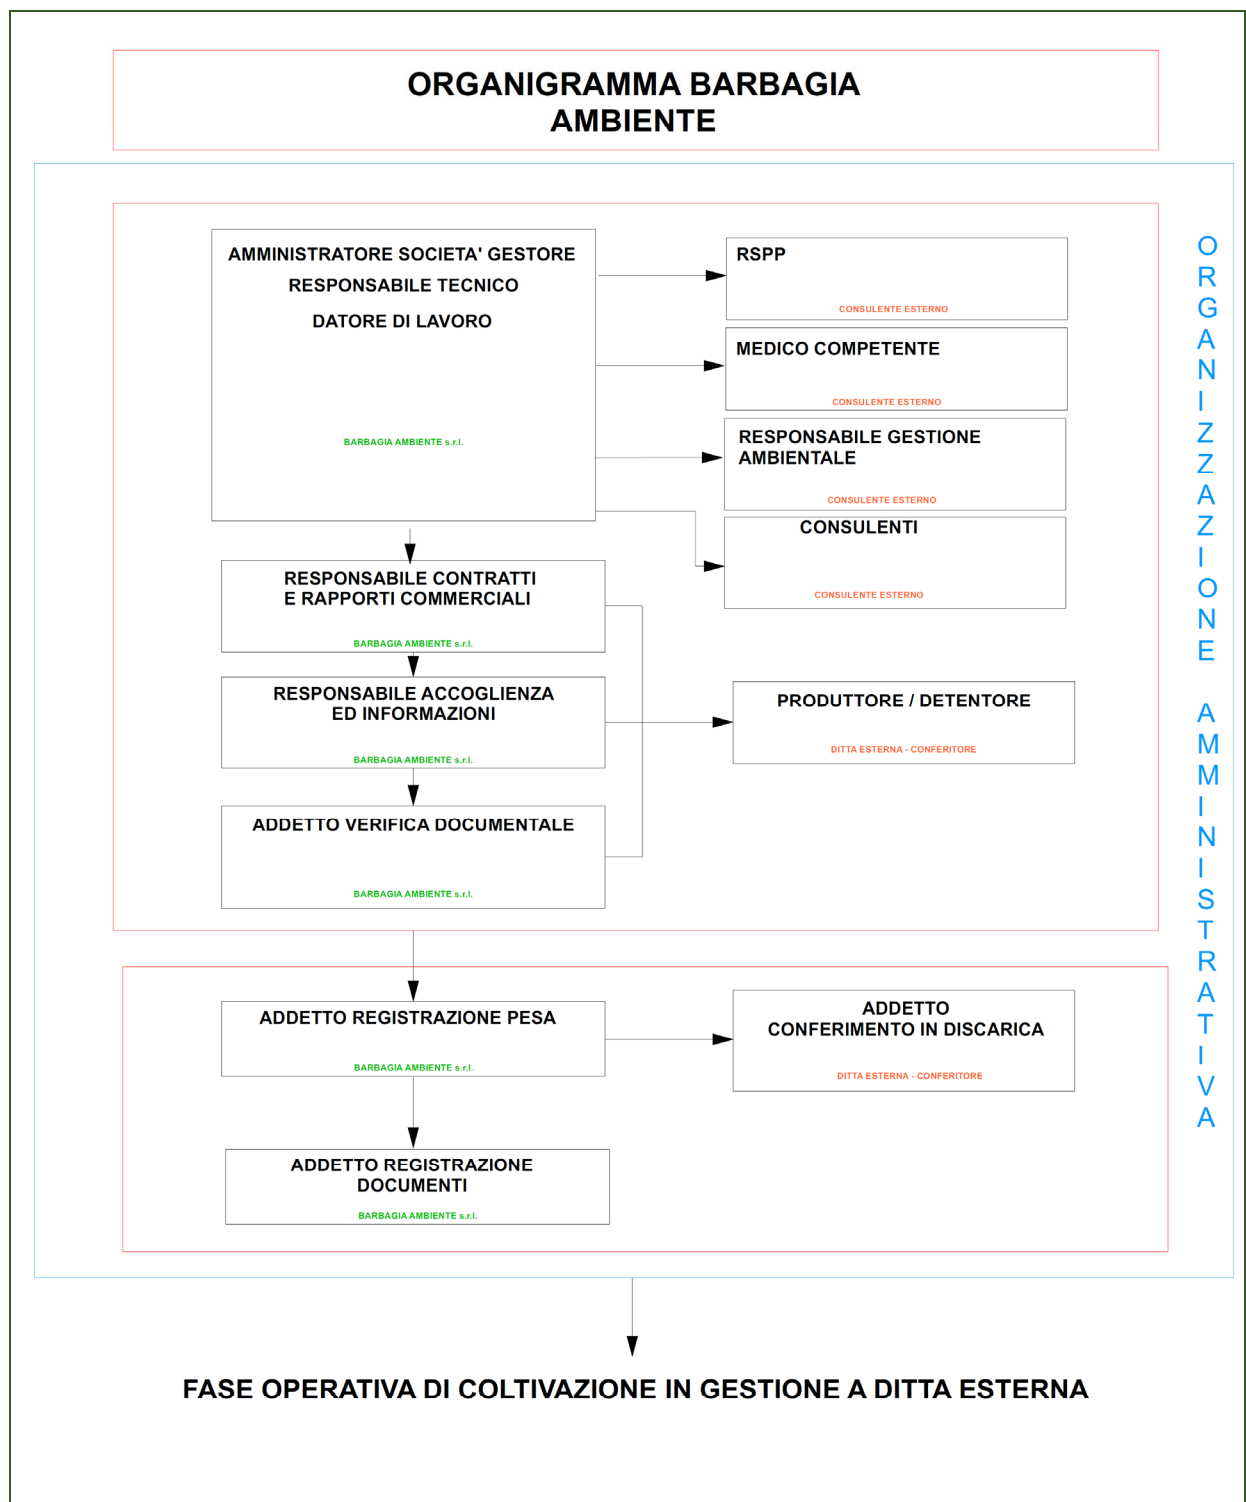 ORGANIGRAMMA BARBAGIA
AMBIENTE
AMMINISTRATORE SOCIETA' GESTORE
RESPONSABILE TECNICO
DATORE DI LAVORO
BARBAGIA AMBIENTE s.r.l.
RSPP
CONSULENTE ESTERNO
MEDICO COMPETENTE
CONSULENTE ESTERNO
RESPONSABILE GESTIONE
AMBIENTALE
CONSULENTE ESTERNO
CONSULENTI
CONSULENTE ESTERNO
RESPONSABILE CONTRATTI
E RAPPORTI COMMERCIALI
BARBAGIA AMBIENTE s.r.l.
RESPONSABILE ACCOGLIENZA
ED INFORMAZIONI
BARBAGIA AMBIENTE s.r.l.
PRODUTTORE / DETENTORE
DITTA ESTERNA - CONFERITORE
ADDETTO VERIFICA DOCUMENTALE
BARBAGIA AMBIENTE s.r.l.
ADDETTO REGISTRAZIONE PESA
BARBAGIA AMBIENTE s.r.l.
ADDETTO
CONFERIMENTO IN DISCARICA
DITTA ESTERNA - CONFERITORE
ADDETTO REGISTRAZIONE
DOCUMENTI
BARBAGIA AMBIENTE s.r.l.
ORGANIZZAZIONE AMMINISTRATIVA
FASE OPERATIVA DI COLTIVAZIONE IN GESTIONE A DITTA ESTERNA